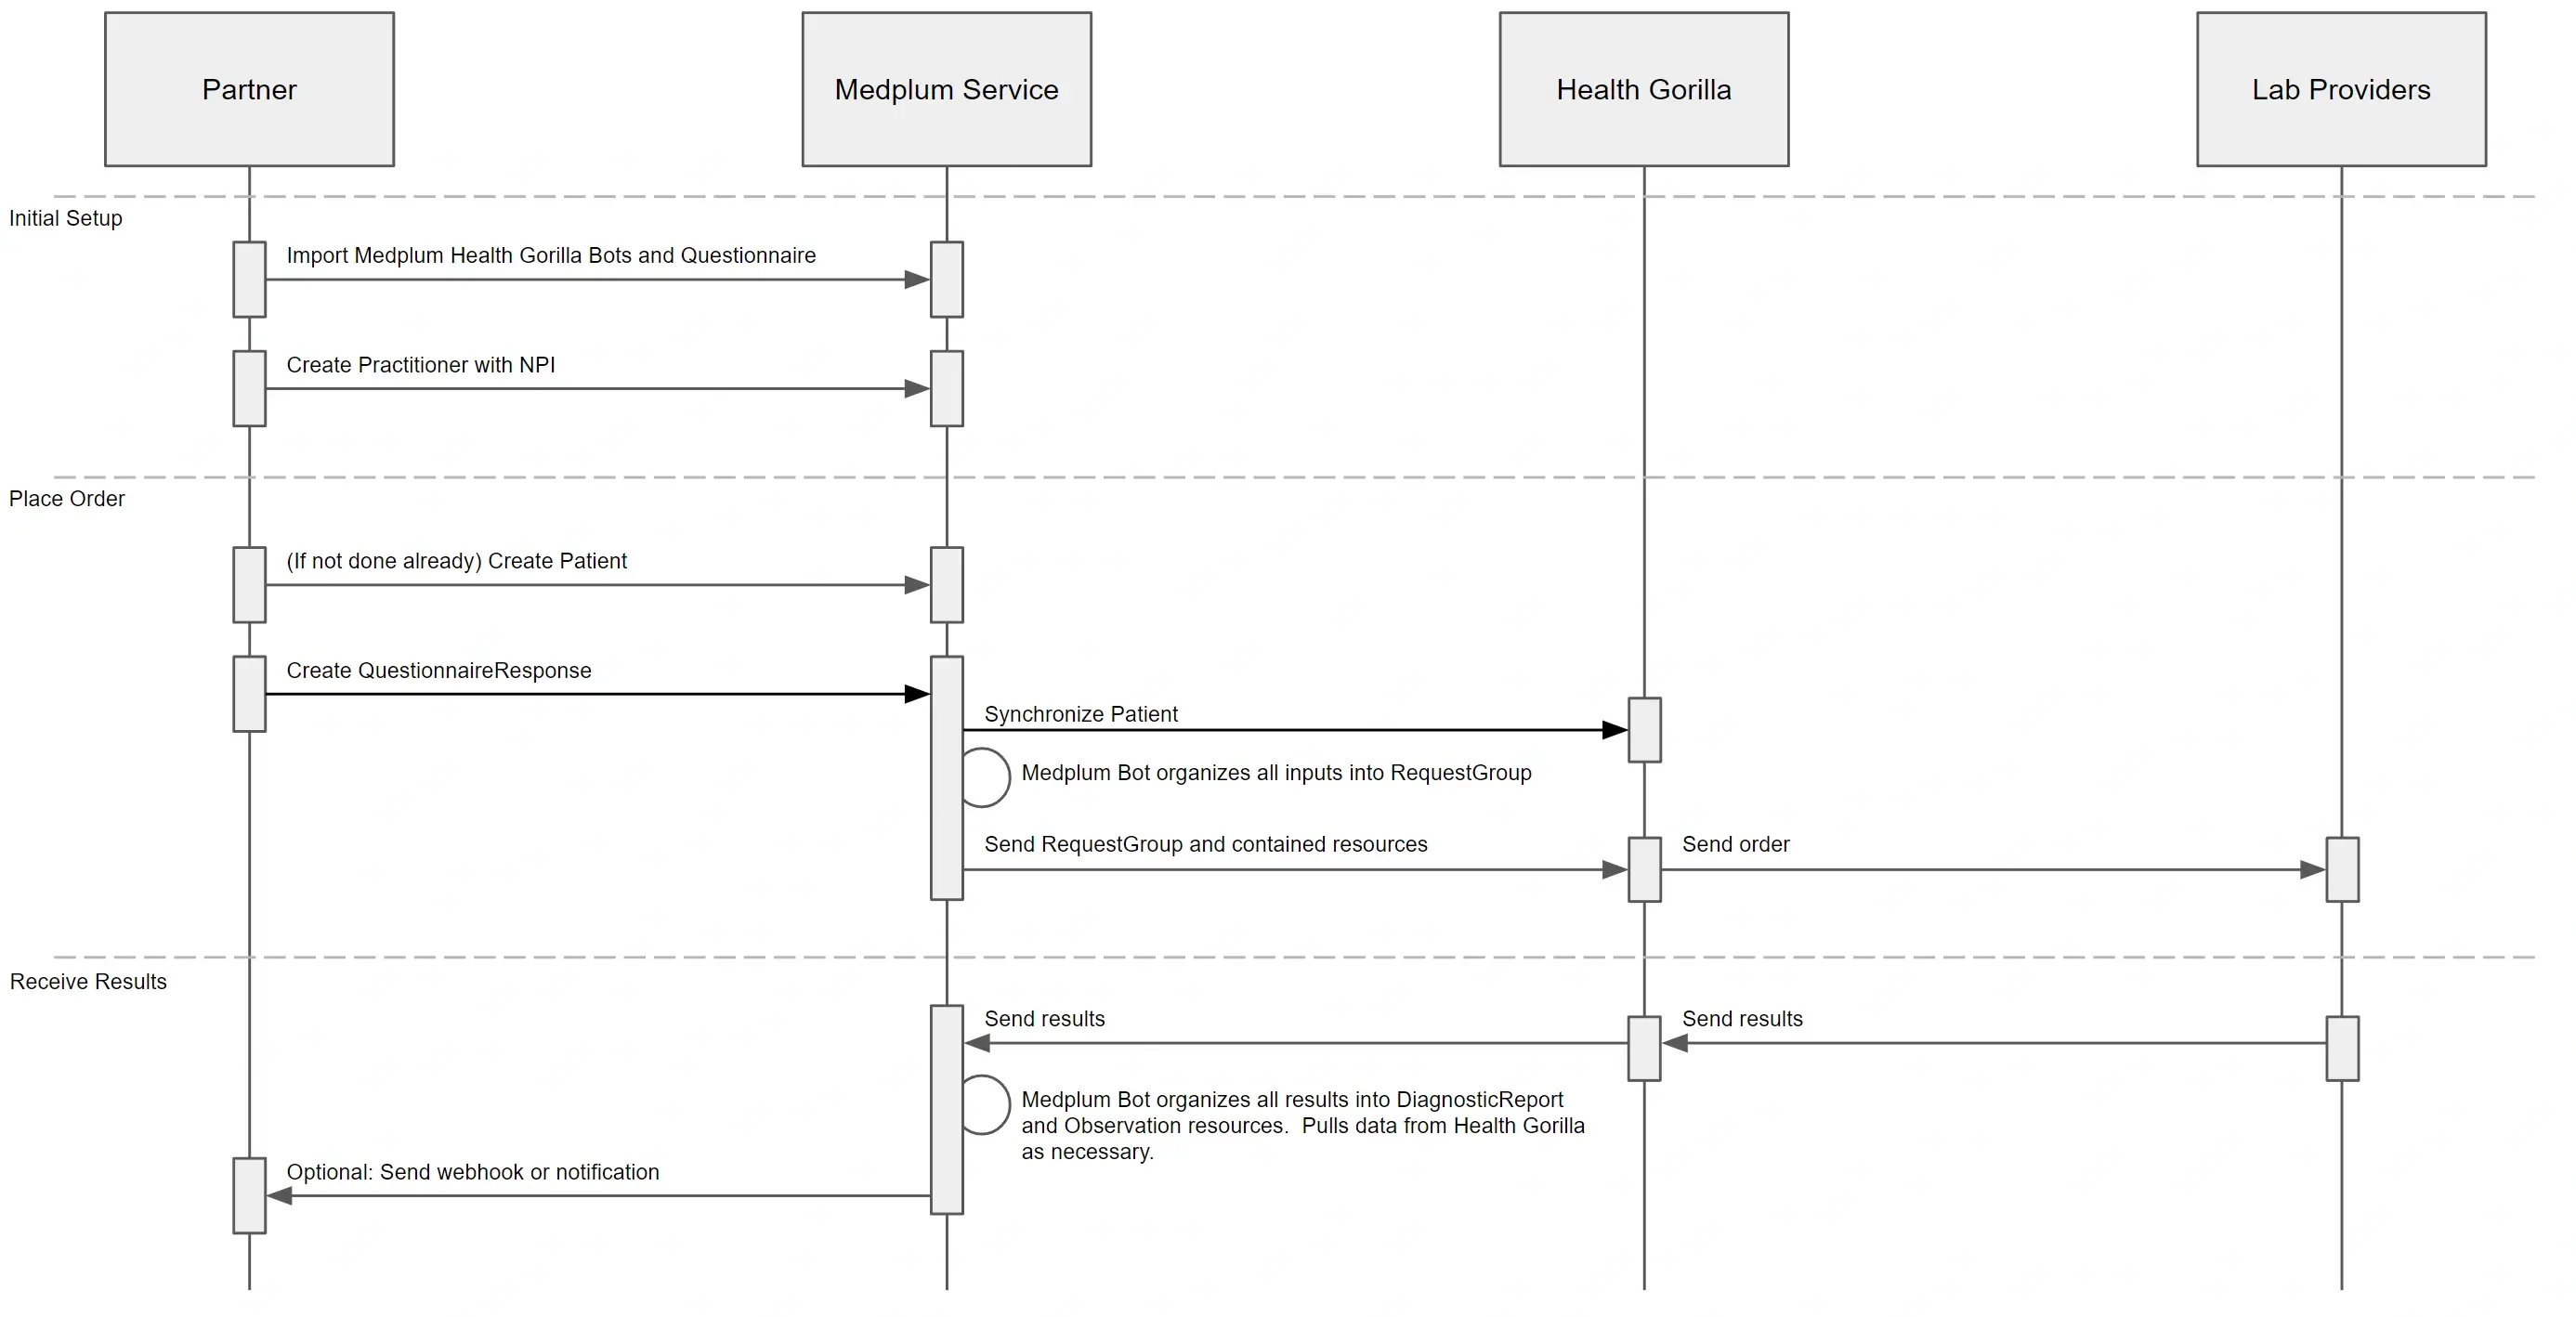 Partner
Medplum Service
Health Gorilla
Lab Providers
Initial Setup
Import Medplum Health Gorilla Bots and Questionnaire
Create Practitioner with NPI
Place Order
(If not done already) Create Patient
Create QuestionnaireResponse
Synchronize Patient
Medplum Bot organizes all inputs into RequestGroup
Send RequestGroup and contained resources
Send order
Receive Results
Send results
Send results
Medplum Bot organizes all results into DiagnosticReport
and Observation resources.  Pulls data from Health Gorilla
as necessary.
Optional: Send webhook or notification